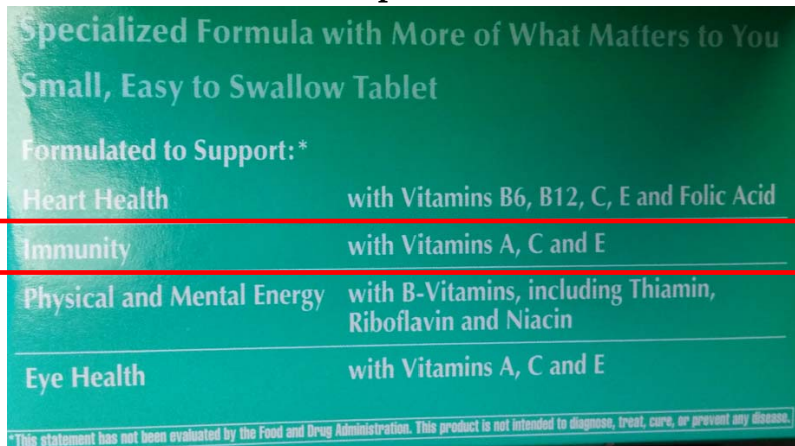 Specialized Formula with More of What Matters to You
Small, Easy to Swallow Tablet
Formulated to Support:*
Heart Health with Vitamins B6, B12, C, E and Folic Acid
Immunity with Vitamins A, C and E
Physical and Mental Energy with B-Vitamins, including Thiamin,
Riboflavin and Niacin
Eye Health with Vitamins A, C and E
*This statement has not been evaluated by the Food and Drug Administration. This product is not intended to diagnose, treat, cure, or prevent any disease.